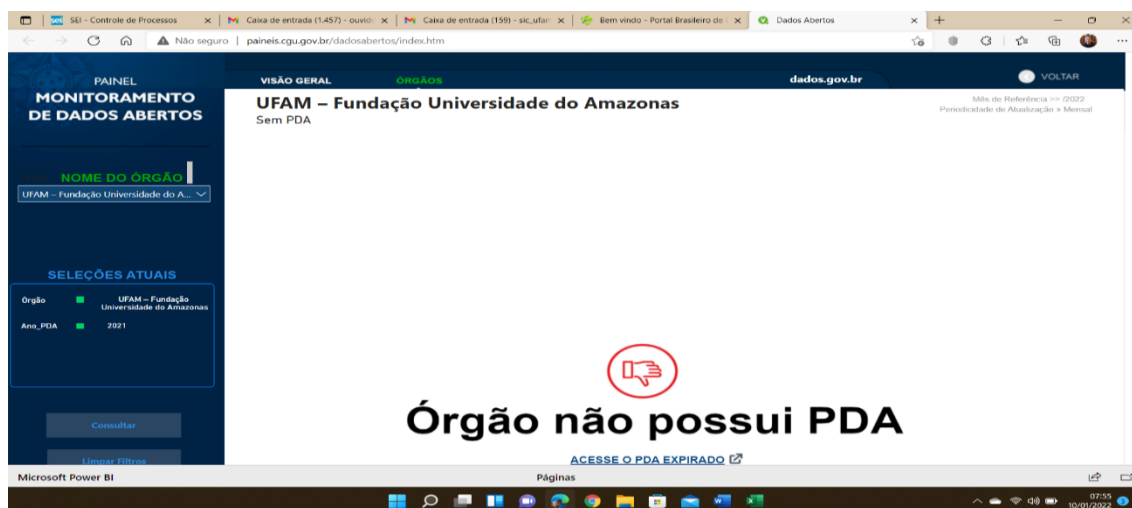 SEI - Controle de Processos
Caixa de entrada (1.457) - ouvid
Caixa de entrada (159) - sic_ufam
Bem vindo - Portal Brasileiro de
Dados Abertos
Não seguro | paineis.cgu.gov.br/dadosabertos/index.htm
PAINEL
MONITORAMENTO
DE DADOS ABERTOS
VISÃO GERAL
ÓRGÃOS
dados.gov.br
VOLTAR
UFAM – Fundação Universidade do Amazonas
Sem PDA
Mês de Referência >> /2022
Periodicidade de Atualização » Mensal
NOME DO ÓRGÃO
UFAM – Fundação Universidade do A...
SELEÇÕES ATUAIS
Órgão
UFAM – Fundação
Universidade do Amazonas
Ano_PDA
2021
Consultar
Limpar Filtros
Órgão não possui PDA
ACESSE O PDA EXPIRADO
Microsoft Power BI
Páginas
07:55
10/01/2022